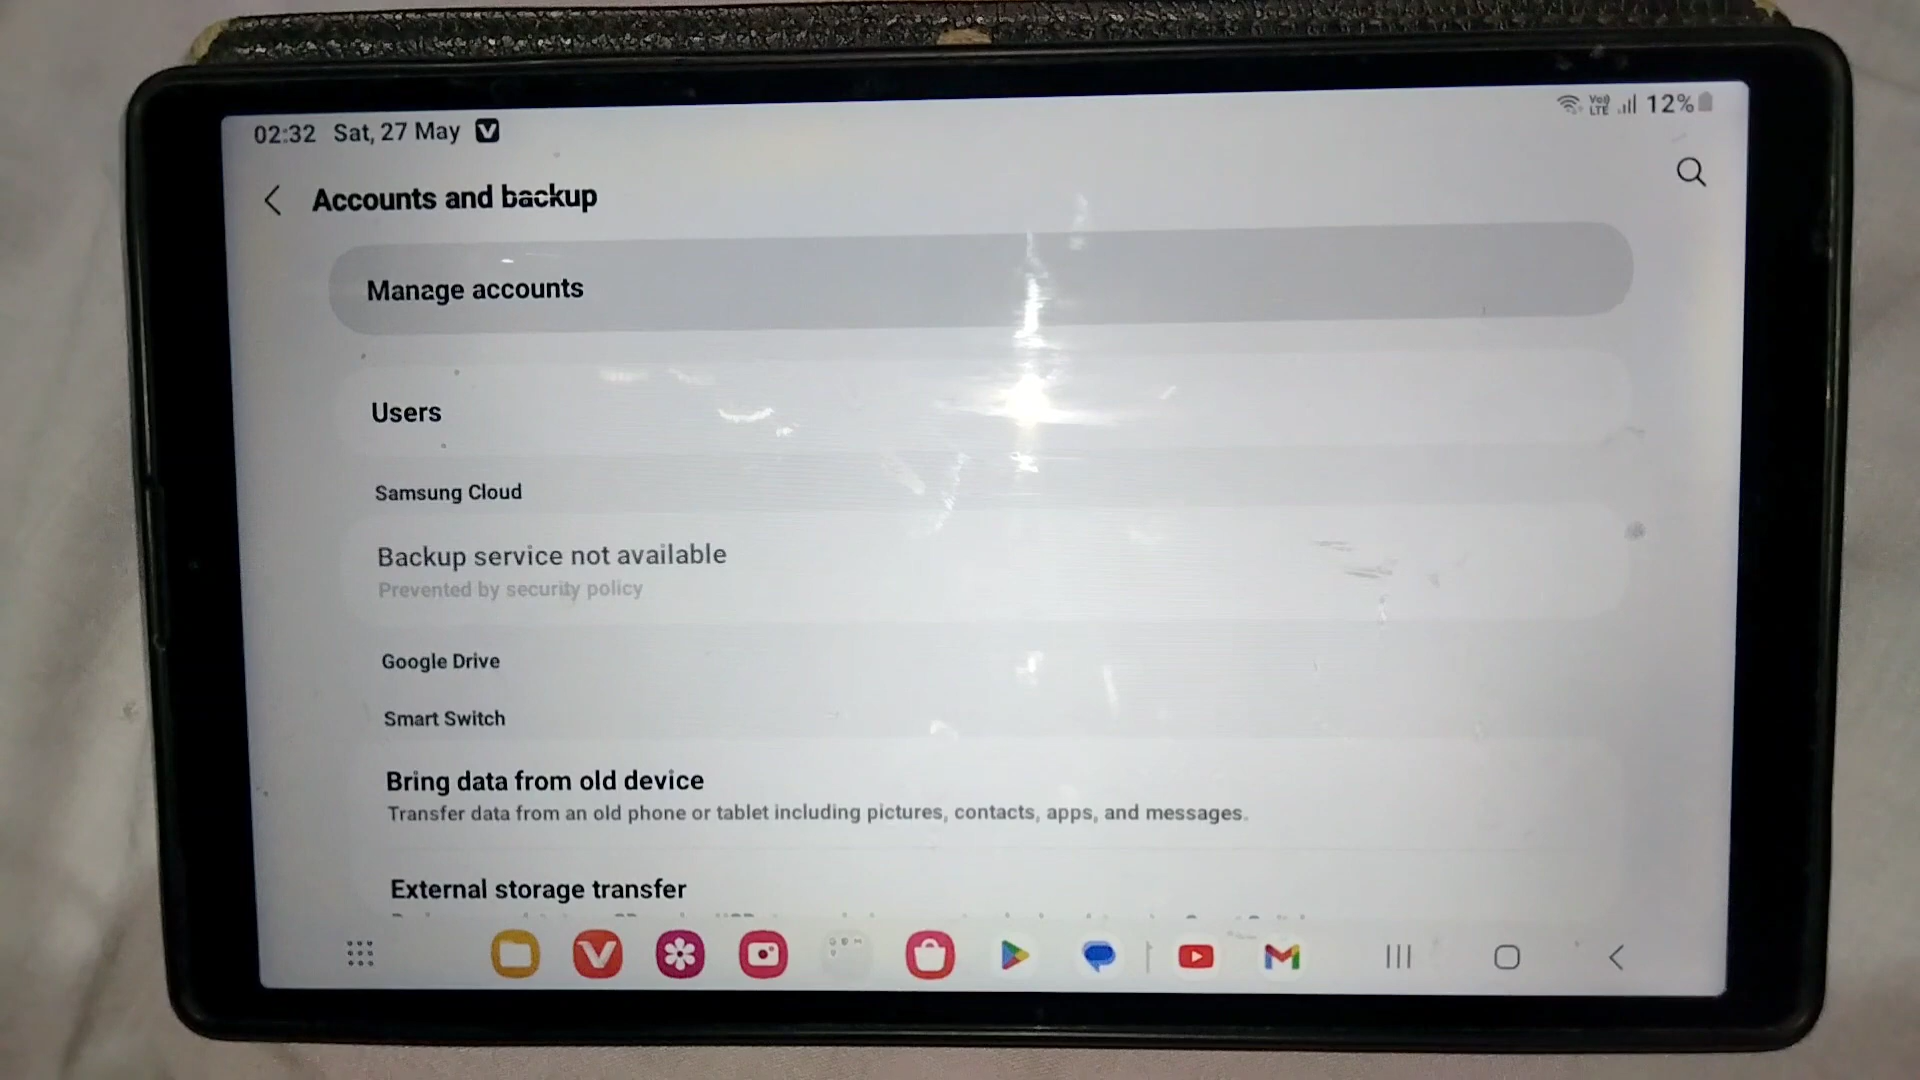 02:32 Sat, 27 May
Vo)) LTE 12%
Accounts and backup
Manage accounts
Users
Samsung Cloud
Backup service not available
Prevented by security policy
Google Drive
Smart Switch
Bring data from old device
Transfer data from an old phone or tablet including pictures, contacts, apps, and messages.
External storage transfer